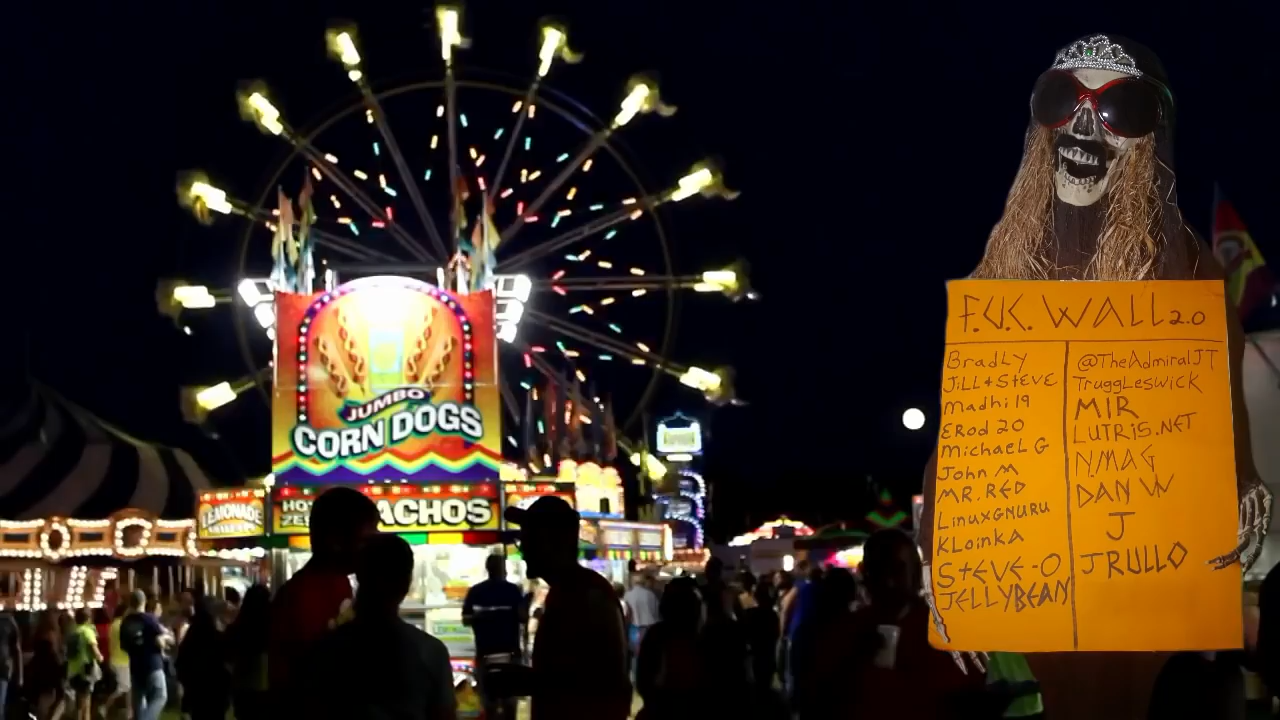 JUMBO
CORN DOGS
LEMONADE
NACHOS
F.U.C. WALL 2.0
BradLY
JiLL + StEVE
Madhi19
ERod 20
MichaeL G
John M
MR. RED
LinuxGNURU
KLoinKA
StEVE-O
JELLYBEAN
@TheAdmiralJT
TruggLeswick
MIR
LUTRiS.NET
NMAG
DAN W
J
JRULLO